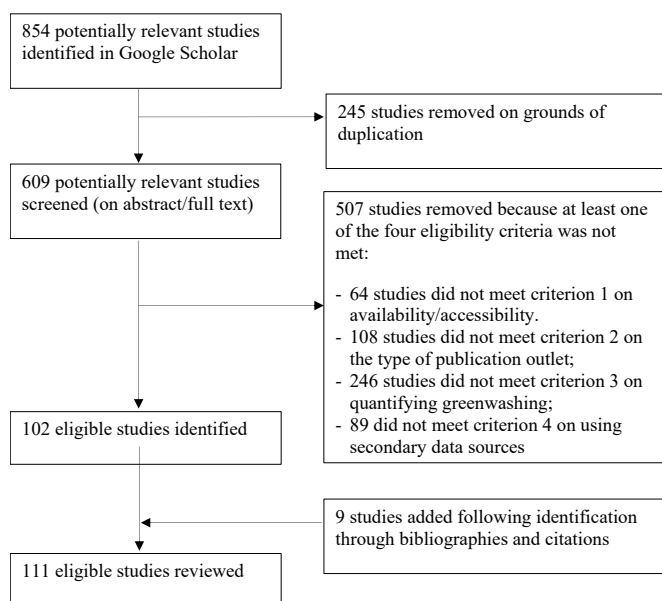 854 potentially relevant studies
identified in Google Scholar
245 studies removed on grounds of
duplication
609 potentially relevant studies
screened (on abstract/full text)
507 studies removed because at least one
of the four eligibility criteria was not
met:
- 64 studies did not meet criterion 1 on
availability/accessibility.
- 108 studies did not meet criterion 2 on
the type of publication outlet;
- 246 studies did not meet criterion 3 on
quantifying greenwashing;
- 89 did not meet criterion 4 on using
secondary data sources
102 eligible studies identified
9 studies added following identification
through bibliographies and citations
111 eligible studies reviewed